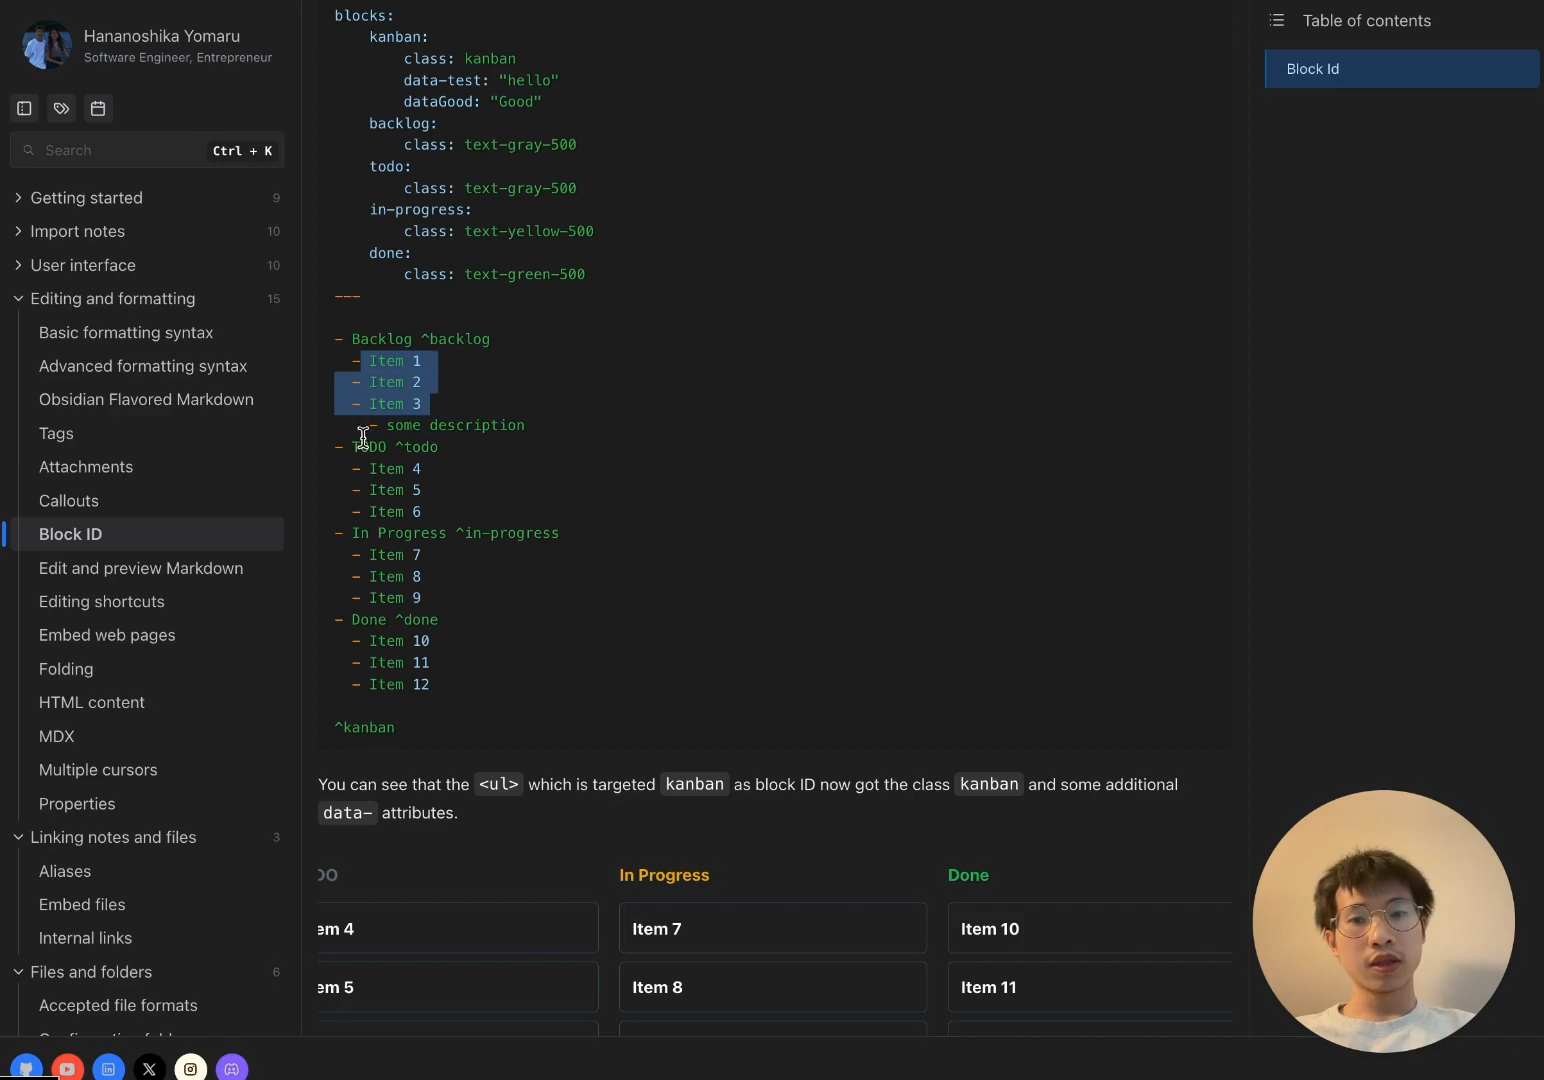 Hananoshika Yomaru
Software Engineer, Entrepreneur
Search
Ctrl + K
Getting started 9
Import notes 10
User interface 10
Editing and formatting 15
Basic formatting syntax
Advanced formatting syntax
Obsidian Flavored Markdown
Tags
Attachments
Callouts
Block ID
Edit and preview Markdown
Editing shortcuts
Embed web pages
Folding
HTML content
MDX
Multiple cursors
Properties
Linking notes and files 3
Aliases
Embed files
Internal links
Files and folders 6
Accepted file formats
blocks:
kanban:
class: kanban
data-test: "hello"
dataGood: "Good"
backlog:
class: text-gray-500
todo:
class: text-gray-500
in-progress:
class: text-yellow-500
done:
class: text-green-500
---
- Backlog ^backlog
- Item 1
- Item 2
- Item 3
- some description
- TODO ^todo
- Item 4
- Item 5
- Item 6
- In Progress ^in-progress
- Item 7
- Item 8
- Item 9
- Done ^done
- Item 10
- Item 11
- Item 12
^kanban
You can see that the <ul> which is targeted kanban as block ID now got the class kanban and some additional
data- attributes.
DO
In Progress
Done
em 4
Item 7
Item 10
em 5
Item 8
Item 11
Table of contents
Block Id